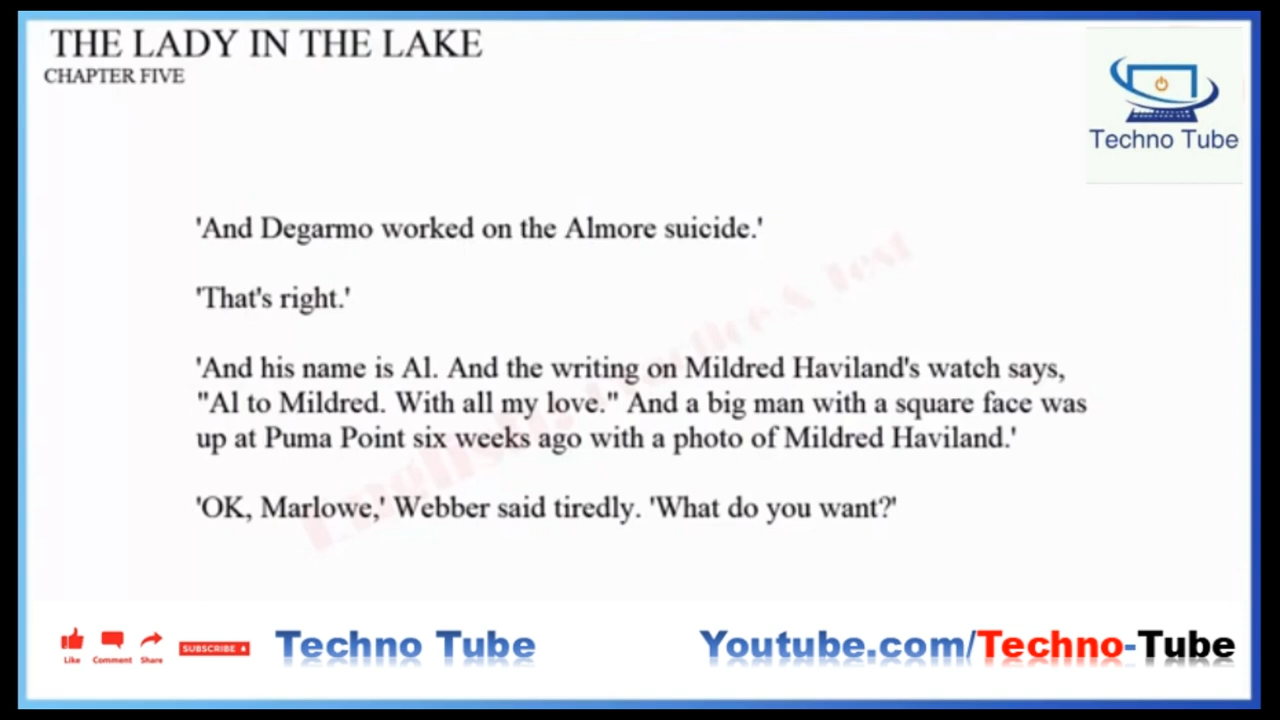 THE LADY IN THE LAKE
CHAPTER FIVE
Techno Tube
'And Degarmo worked on the Almore suicide.'
'That's right.'
'And his name is Al. And the writing on Mildred Haviland's watch says,
"Al to Mildred. With all my love." And a big man with a square face was
up at Puma Point six weeks ago with a photo of Mildred Haviland.'
'OK, Marlowe,' Webber said tiredly. 'What do you want?'
English Practice & Test
Like Comment Share SUBSCRIBE Techno Tube Youtube.com/Techno-Tube